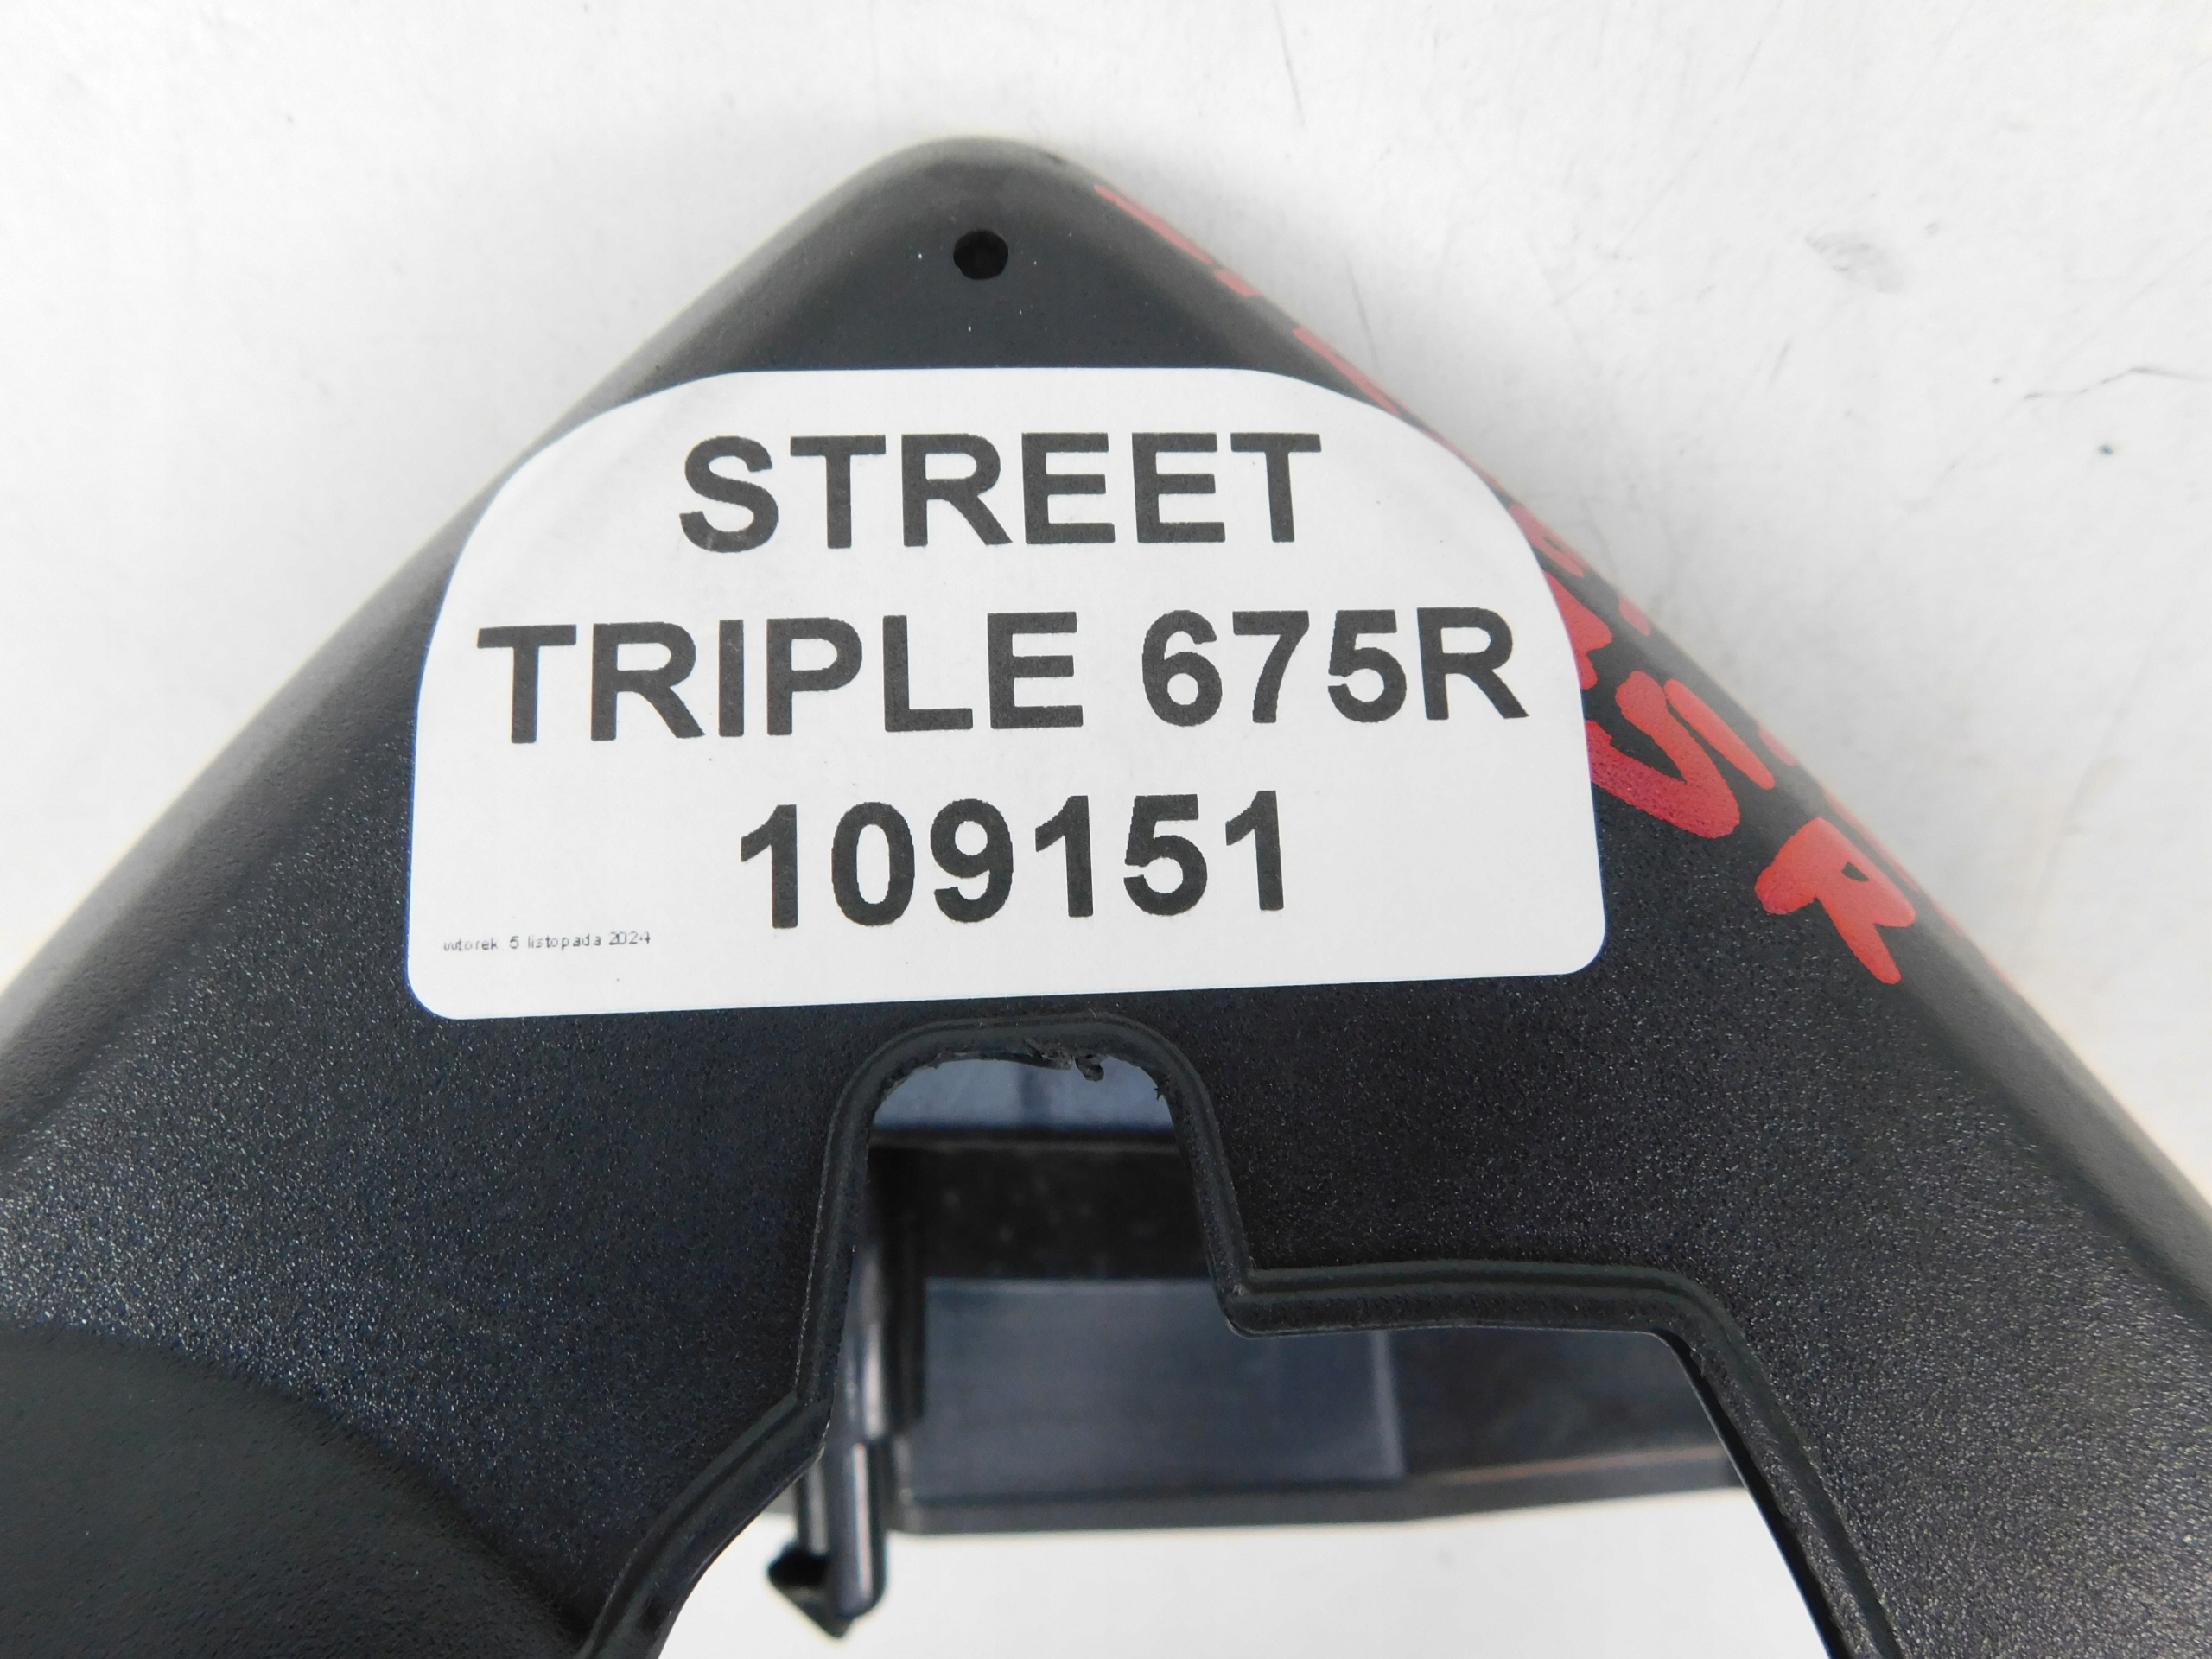 STREET
TRIPLE 675R
109151
wtorek, 5 listopada 2024